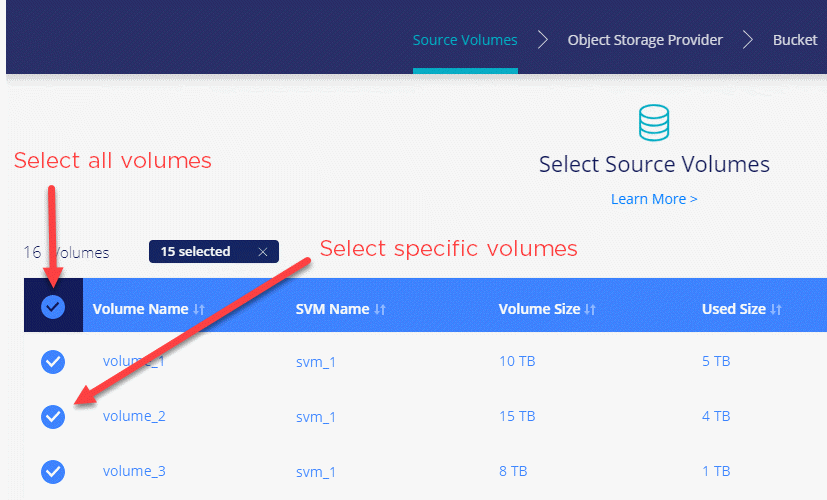 Source Volumes Object Storage Provider Bucket
Select all volumes
Select Source Volumes
Learn More >
Select specific volumes
16 Volumes 15 selected
Volume Name SVM Name Volume Size Used Size
volume_1 svm_1 10 TB 5 TB
volume_2 svm_1 15 TB 4 TB
volume_3 svm_1 8 TB 1 TB